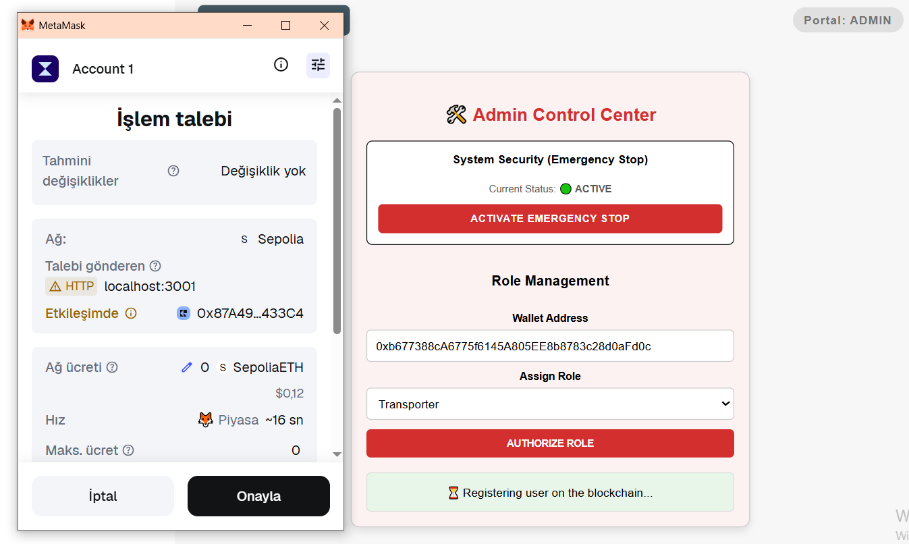 MetaMask
Account 1
İşlem talebi
Tahmini
değişiklikler
Değişiklik yok
Ağ:
S Sepolia
Talebi gönderen
HTTP localhost:3001
Etkileşimde
0x87A49...433C4
Ağ ücreti
0 S SepoliaETH
$0,12
Hız
Piyasa ~16 sn
Maks. ücret
0
İptal
Onayla
Portal: ADMIN
Admin Control Center
System Security (Emergency Stop)
Current Status: ACTIVE
ACTIVATE EMERGENCY STOP
Role Management
Wallet Address
0xb677388cA6775f6145A805EE8b8783c28d0aFd0c
Assign Role
Transporter
AUTHORIZE ROLE
Registering user on the blockchain...